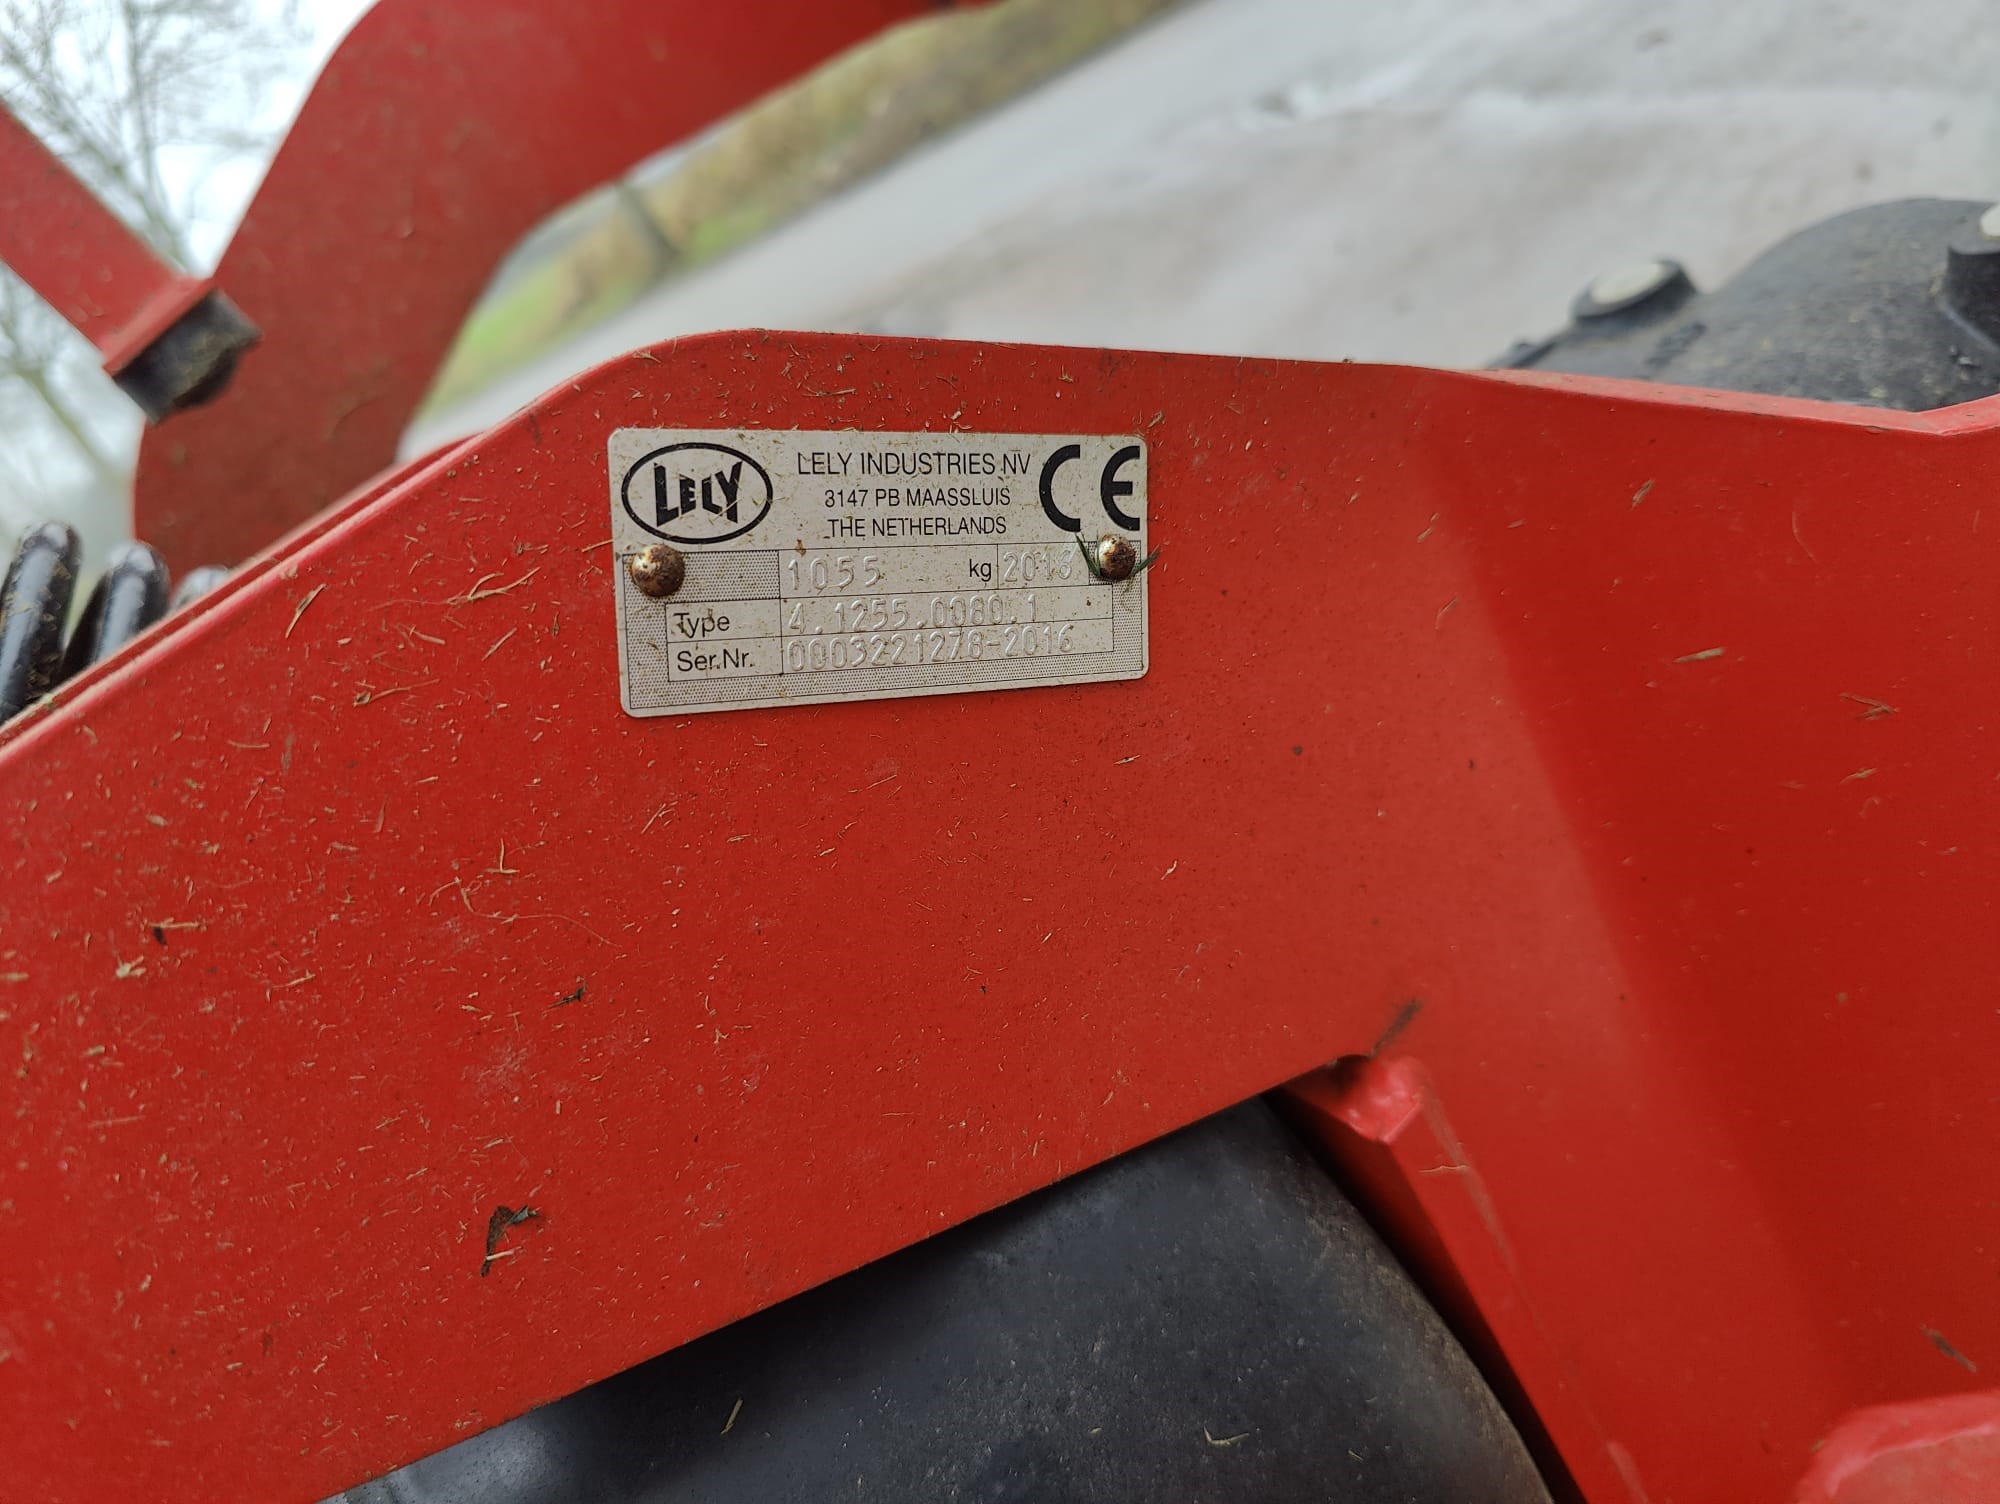 LELY
LELY INDUSTRIES NV
3147 PB MAASSLUIS
THE NETHERLANDS
CE
1055 kg 2016
Type 4.1255.0080.1
Ser.Nr. 0003221278-2016